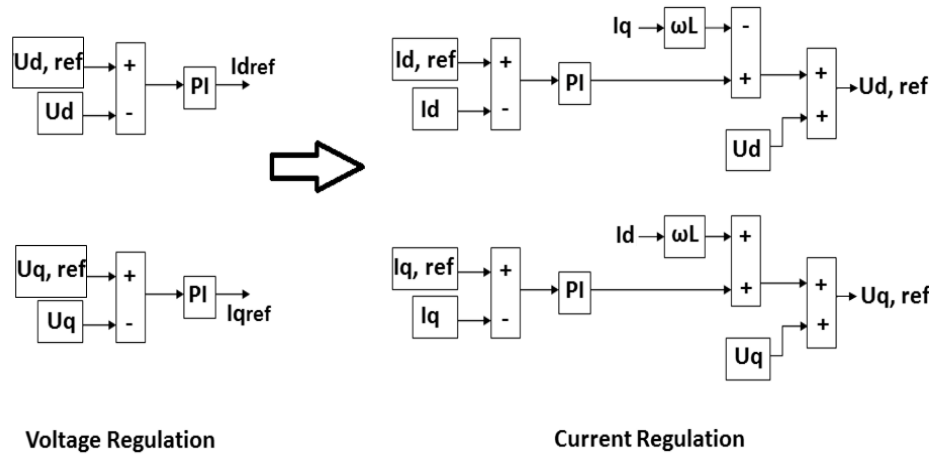 Ud, ref
+
Ud
-
PI
Idref
Uq, ref
+
Uq
-
PI
Iqref
Iq
ωL
-
Id, ref
+
Id
-
PI
+
+
+
Ud
Ud, ref
Id
ωL
+
Iq, ref
+
Iq
-
PI
+
+
+
Uq
Uq, ref
Voltage Regulation
Current Regulation